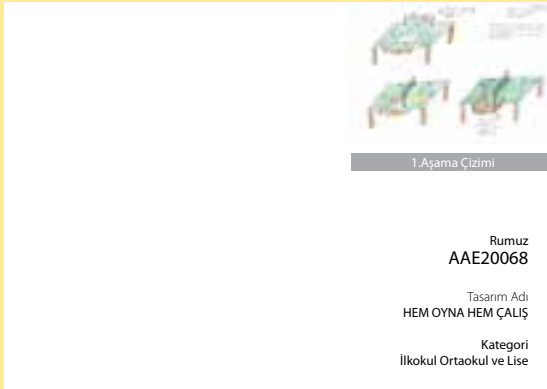 1.Aşama Çizimi
Rumuz
AAE20068
Tasarım Adı
HEM OYNA HEM ÇALIŞ
Kategori
İlkokul Ortaokul ve Lise